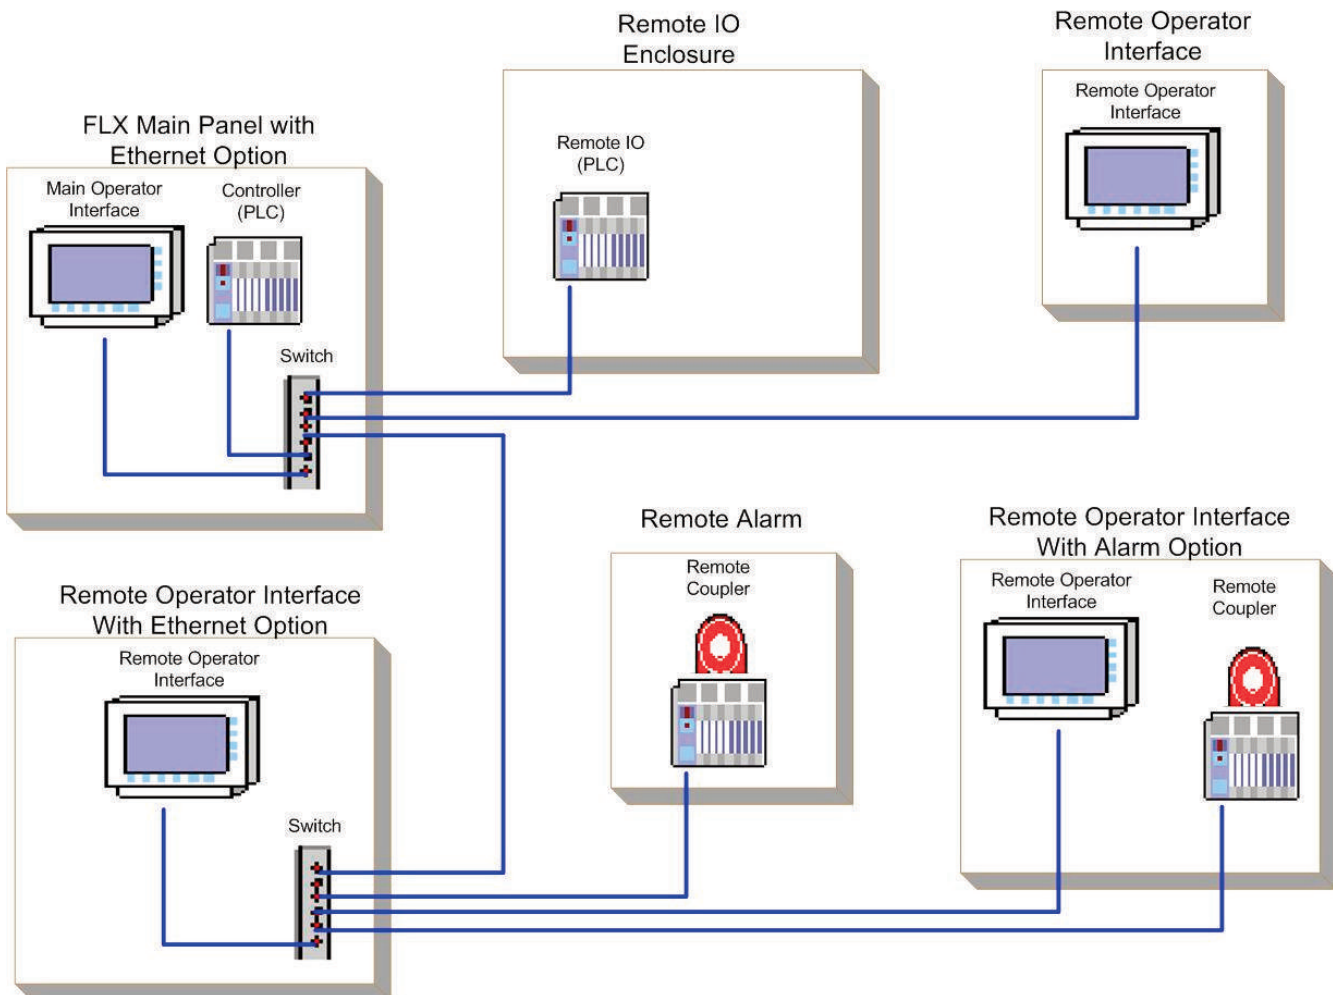 Remote IO
Enclosure
Remote IO
(PLC)
Remote Operator
Interface
Remote Operator
Interface
FLX Main Panel with
Ethernet Option
Main Operator
Interface
Controller
(PLC)
Switch
Remote Alarm
Remote
Coupler
Remote Operator Interface
With Alarm Option
Remote Operator
Interface
Remote
Coupler
Remote Operator Interface
With Ethernet Option
Remote Operator
Interface
Switch